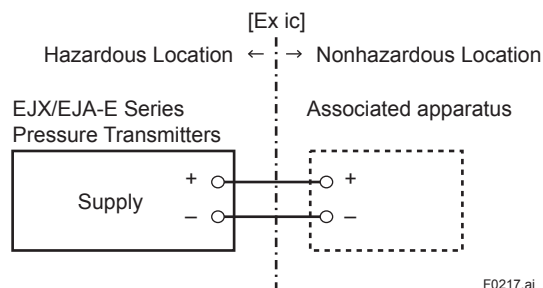 [Ex ic]
Hazardous Location ← → Nonhazardous Location
EJX/EJA-E Series
Pressure Transmitters
Associated apparatus
Supply
+
–
+
–
F0217.ai